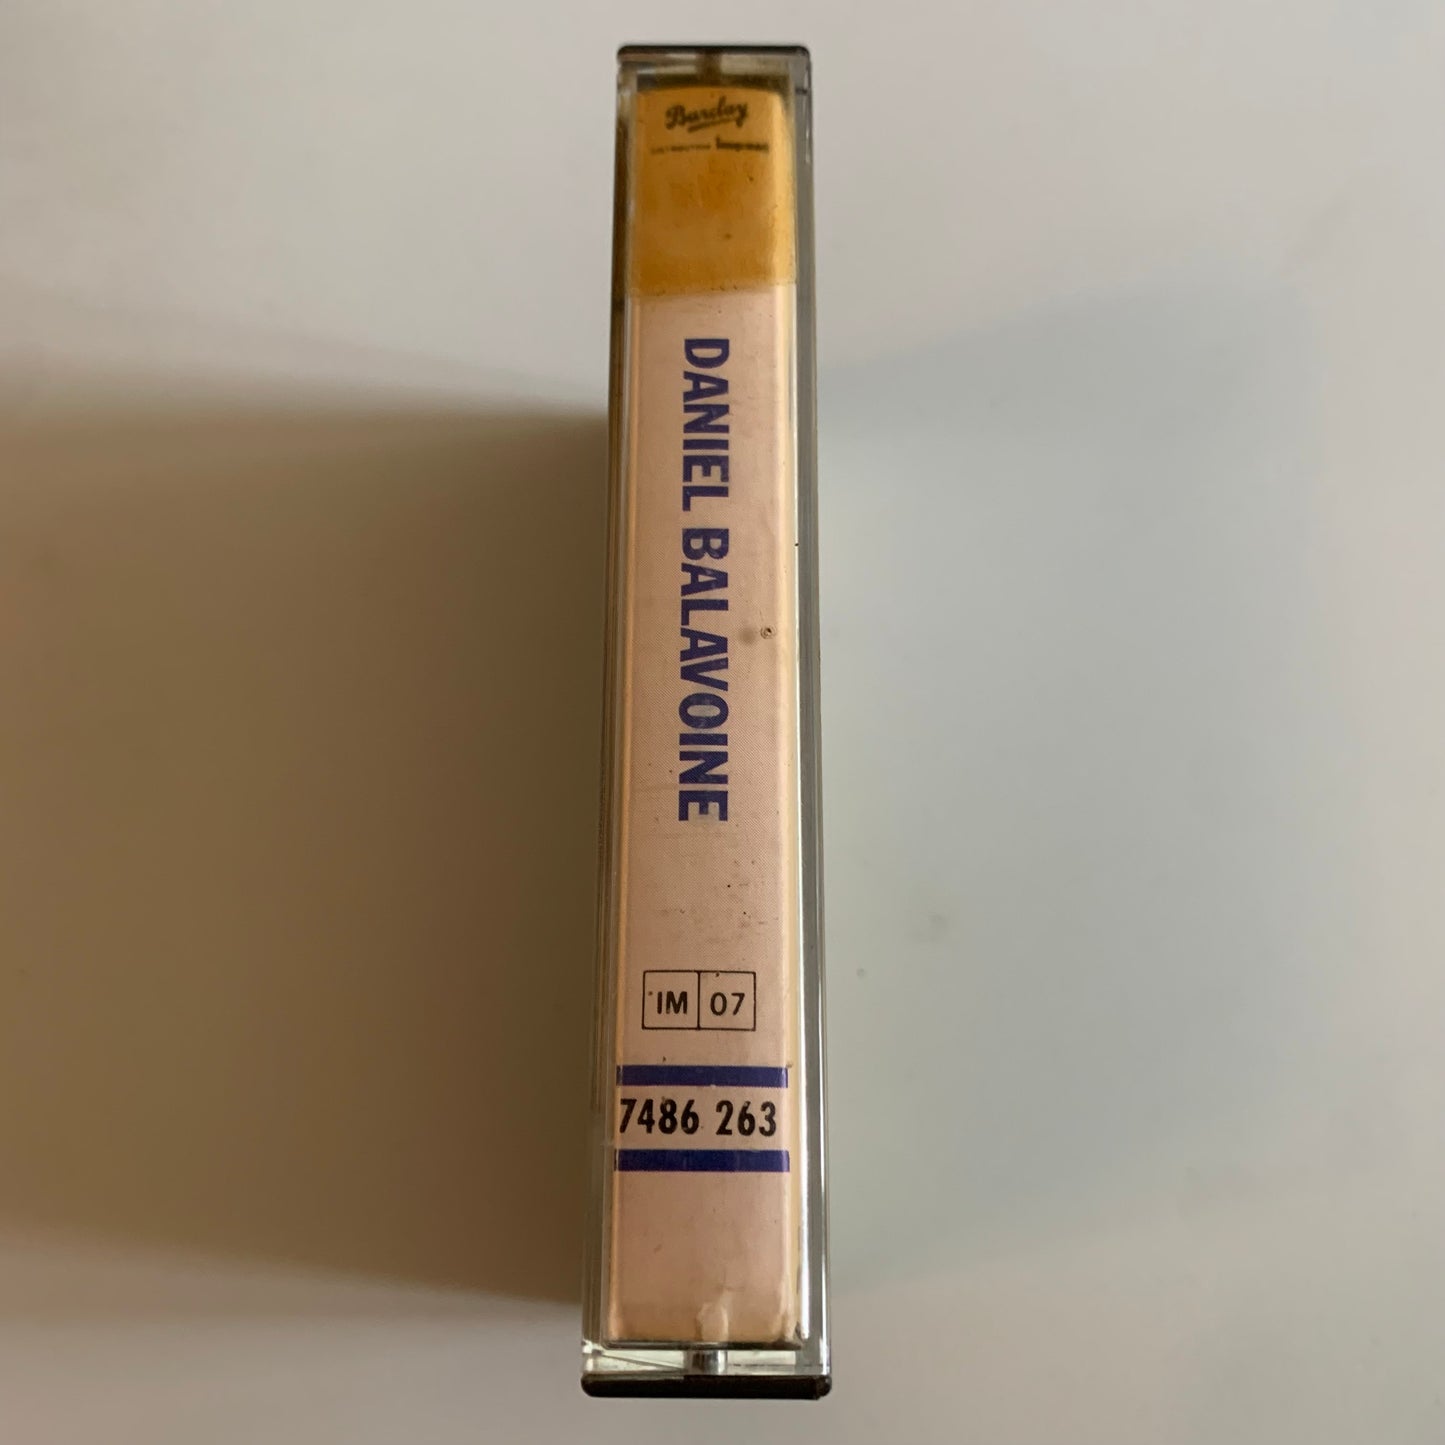 Barclay
DANIEL BALAVOINE
IM 07
7486 263